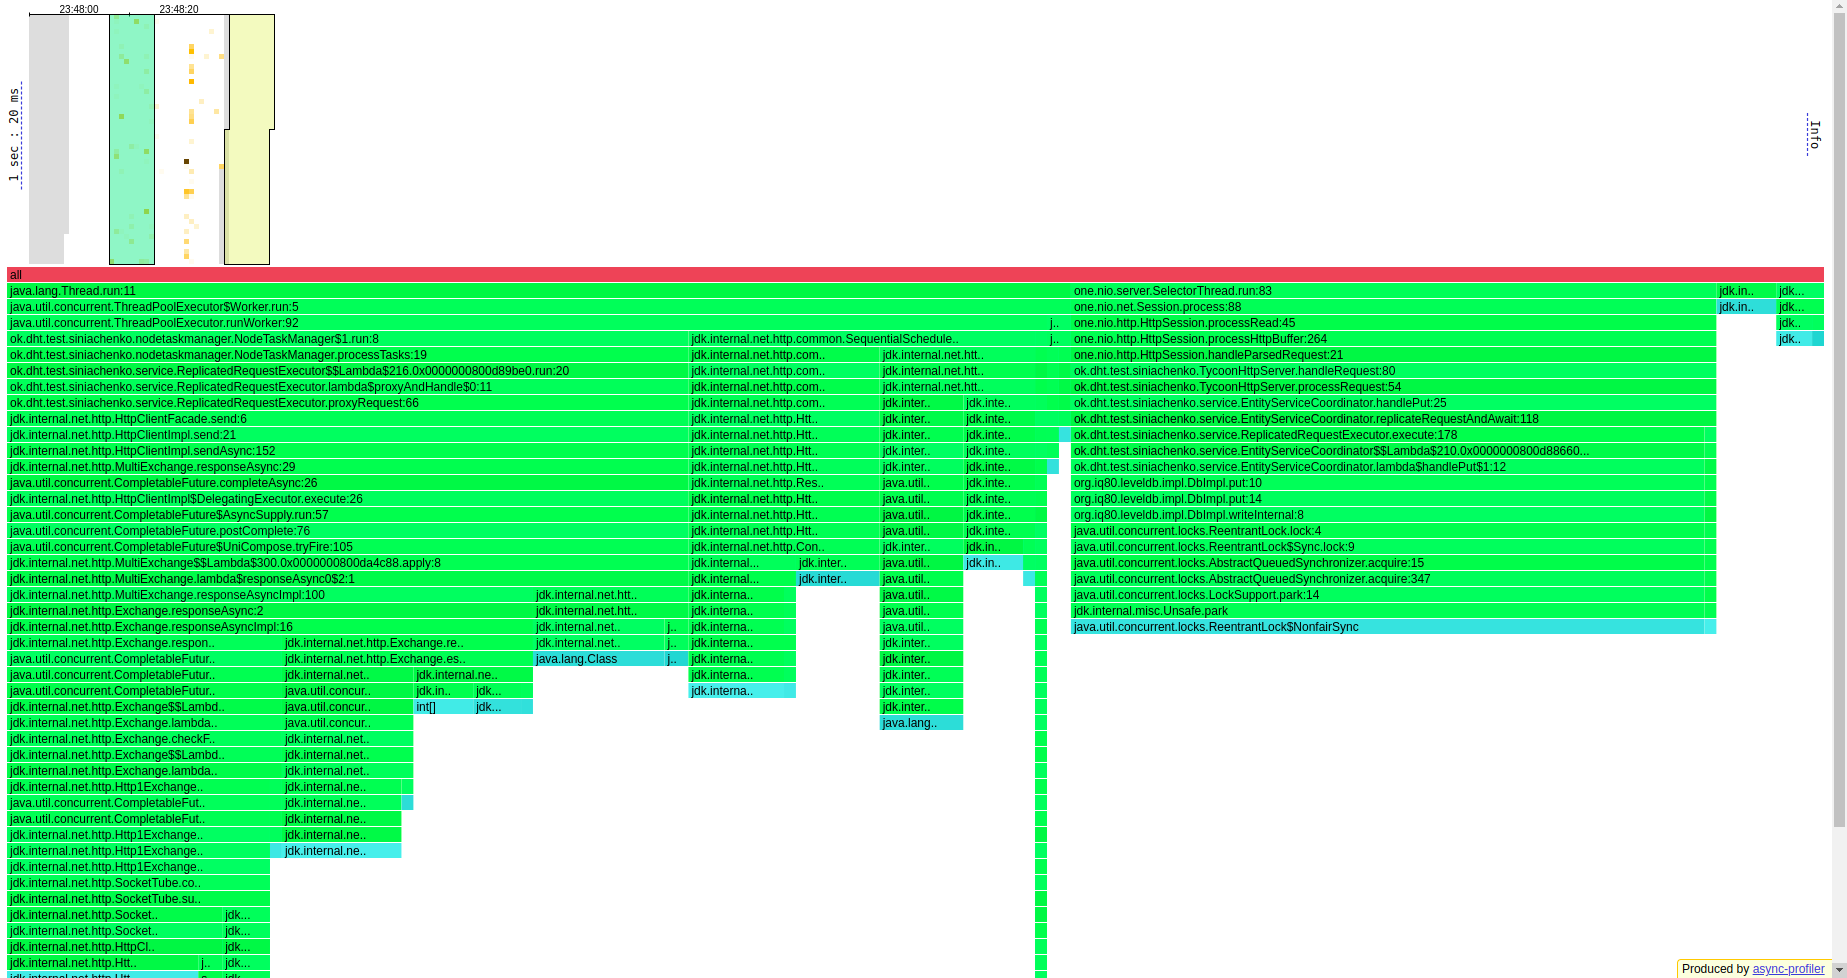 23:48:00 23:48:20
1 sec : 20 ms
Info
all
java.lang.Thread.run:11 one.nio.server.SelectorThread.run:83 jdk.in.. jdk...
java.util.concurrent.ThreadPoolExecutor$Worker.run:5 one.nio.net.Session.process:88 jdk.in.. jdk...
java.util.concurrent.ThreadPoolExecutor.runWorker:92 j.. one.nio.http.HttpSession.processRead:45 jdk..
ok.dht.test.siniachenko.nodetaskmanager.NodeTaskManager$1.run:8 jdk.internal.net.http.common.SequentialSchedule.. j.. one.nio.http.HttpSession.processHttpBuffer:264 jdk..
ok.dht.test.siniachenko.nodetaskmanager.NodeTaskManager.processTasks:19 jdk.internal.net.http.com.. jdk.internal.net.htt.. one.nio.http.HttpSession.handleParsedRequest:21
ok.dht.test.siniachenko.service.ReplicatedRequestExecutor$$Lambda$216.0x0000000800d89be0.run:20 jdk.internal.net.http.com.. jdk.internal.net.htt.. ok.dht.test.siniachenko.TycoonHttpServer.handleRequest:80
ok.dht.test.siniachenko.service.ReplicatedRequestExecutor.lambda$proxyAndHandle$0:11 jdk.internal.net.http.com.. jdk.internal.net.htt.. ok.dht.test.siniachenko.TycoonHttpServer.processRequest:54
ok.dht.test.siniachenko.service.ReplicatedRequestExecutor.proxyRequest:66 jdk.internal.net.http.com.. jdk.inter.. jdk.inte.. ok.dht.test.siniachenko.service.EntityServiceCoordinator.handlePut:25
jdk.internal.net.http.HttpClientFacade.send:6 jdk.internal.net.http.Htt.. jdk.inter.. jdk.inte.. ok.dht.test.siniachenko.service.EntityServiceCoordinator.replicateRequestAndAwait:118
jdk.internal.net.http.HttpClientImpl.send:21 jdk.internal.net.http.Htt.. jdk.inter.. jdk.inte.. ok.dht.test.siniachenko.service.ReplicatedRequestExecutor.execute:178
jdk.internal.net.http.HttpClientImpl.sendAsync:152 jdk.internal.net.http.Htt.. jdk.inter.. jdk.inte.. ok.dht.test.siniachenko.service.EntityServiceCoordinator$$Lambda$210.0x0000000800d88660...
jdk.internal.net.http.MultiExchange.responseAsync:29 jdk.internal.net.http.Htt.. jdk.inter.. jdk.inte.. ok.dht.test.siniachenko.service.EntityServiceCoordinator.lambda$handlePut$1:12
java.util.concurrent.CompletableFuture.completeAsync:26 jdk.internal.net.http.Res.. java.util.. jdk.inte.. org.iq80.leveldb.impl.DbImpl.put:10
jdk.internal.net.http.HttpClientImpl$DelegatingExecutor.execute:26 jdk.internal.net.http.Htt.. java.util.. jdk.inte.. org.iq80.leveldb.impl.DbImpl.put:14
java.util.concurrent.CompletableFuture$AsyncSupply.run:57 jdk.internal.net.http.Htt.. java.util.. jdk.inte.. org.iq80.leveldb.impl.DbImpl.writeInternal:8
java.util.concurrent.CompletableFuture.postComplete:76 jdk.internal.net.http.Htt.. java.util.. jdk.inte.. java.util.concurrent.locks.ReentrantLock.lock:4
java.util.concurrent.CompletableFuture$UniCompose.tryFire:105 jdk.internal.net.http.Con.. jdk.inter.. jdk.in.. java.util.concurrent.locks.ReentrantLock$Sync.lock:9
jdk.internal.net.http.MultiExchange$$Lambda$300.0x0000000800da4c88.apply:8 jdk.internal... jdk.inter.. java.util.. jdk.in.. java.util.concurrent.locks.AbstractQueuedSynchronizer.acquire:15
jdk.internal.net.http.MultiExchange.lambda$responseAsync0$2:1 jdk.internal... jdk.inter.. java.util.. java.util.concurrent.locks.AbstractQueuedSynchronizer.acquire:347
jdk.internal.net.http.MultiExchange.responseAsyncImpl:100 jdk.internal.net.htt.. jdk.interna.. java.util.. java.util.concurrent.locks.LockSupport.park:14
jdk.internal.net.http.Exchange.responseAsync:2 jdk.internal.net.htt.. jdk.interna.. java.util.. jdk.internal.misc.Unsafe.park
jdk.internal.net.http.Exchange.responseAsyncImpl:16 jdk.internal.net.. j.. jdk.interna.. java.util.. java.util.concurrent.locks.ReentrantLock$NonfairSync
jdk.internal.net.http.Exchange.respon.. jdk.internal.net.http.Exchange.re.. jdk.internal.net.. j.. jdk.interna.. jdk.inter..
java.util.concurrent.CompletableFutur.. jdk.internal.net.http.Exchange.es.. java.lang.Class j.. jdk.interna.. jdk.inter..
java.util.concurrent.CompletableFutur.. jdk.internal.net.. jdk.internal.ne.. jdk.interna.. jdk.inter..
java.util.concurrent.CompletableFutur.. java.util.concur.. jdk.in.. jdk... jdk.interna.. jdk.inter..
jdk.internal.net.http.Exchange$$Lambd.. java.util.concur.. int[] jdk... jdk.inter..
jdk.internal.net.http.Exchange.lambda.. java.util.concur.. java.lang..
jdk.internal.net.http.Exchange.checkF.. jdk.internal.net..
jdk.internal.net.http.Exchange$$Lambd.. jdk.internal.net..
jdk.internal.net.http.Exchange.lambda.. jdk.internal.net..
jdk.internal.net.http.Http1Exchange.. jdk.internal.ne..
java.util.concurrent.CompletableFut.. jdk.internal.ne..
java.util.concurrent.CompletableFut.. jdk.internal.ne..
jdk.internal.net.http.Http1Exchange.. jdk.internal.ne..
jdk.internal.net.http.Http1Exchange.. jdk.internal.ne..
jdk.internal.net.http.Http1Exchange..
jdk.internal.net.http.SocketTube.co..
jdk.internal.net.http.SocketTube.su..
jdk.internal.net.http.Socket.. jdk...
jdk.internal.net.http.Socket.. jdk...
jdk.internal.net.http.HttpCl.. jdk...
jdk.internal.net.http.Htt.. j.. jdk...
jdk.internal.net.http.Htt.. jdk...
Produced by async-profiler